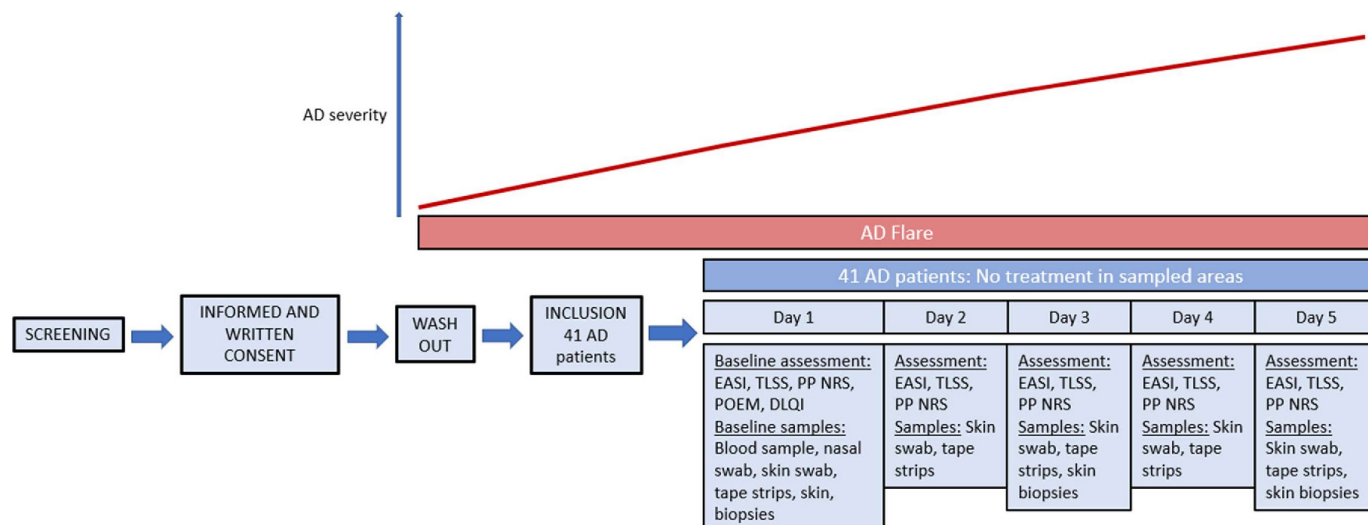 AD severity
AD Flare
41 AD patients: No treatment in sampled areas
SCREENING
INFORMED AND
WRITTEN
CONSENT
WASH
OUT
INCLUSION
41 AD
patients
Day 1
Day 2
Day 3
Day 4
Day 5
Baseline assessment:
EASI, TLSS, PP NRS,
POEM, DLQI
Baseline samples:
Blood sample, nasal
swab, skin swab,
tape strips, skin,
biopsies
Assessment:
EASI, TLSS,
PP NRS
Samples: Skin
swab, tape
strips
Assessment:
EASI, TLSS,
PP NRS
Samples: Skin
swab, tape
strips, skin
biopsies
Assessment:
EASI, TLSS,
PP NRS
Samples: Skin
swab, tape
strips
Assessment:
EASI, TLSS,
PP NRS
Samples:
Skin swab,
tape strips,
skin biopsies